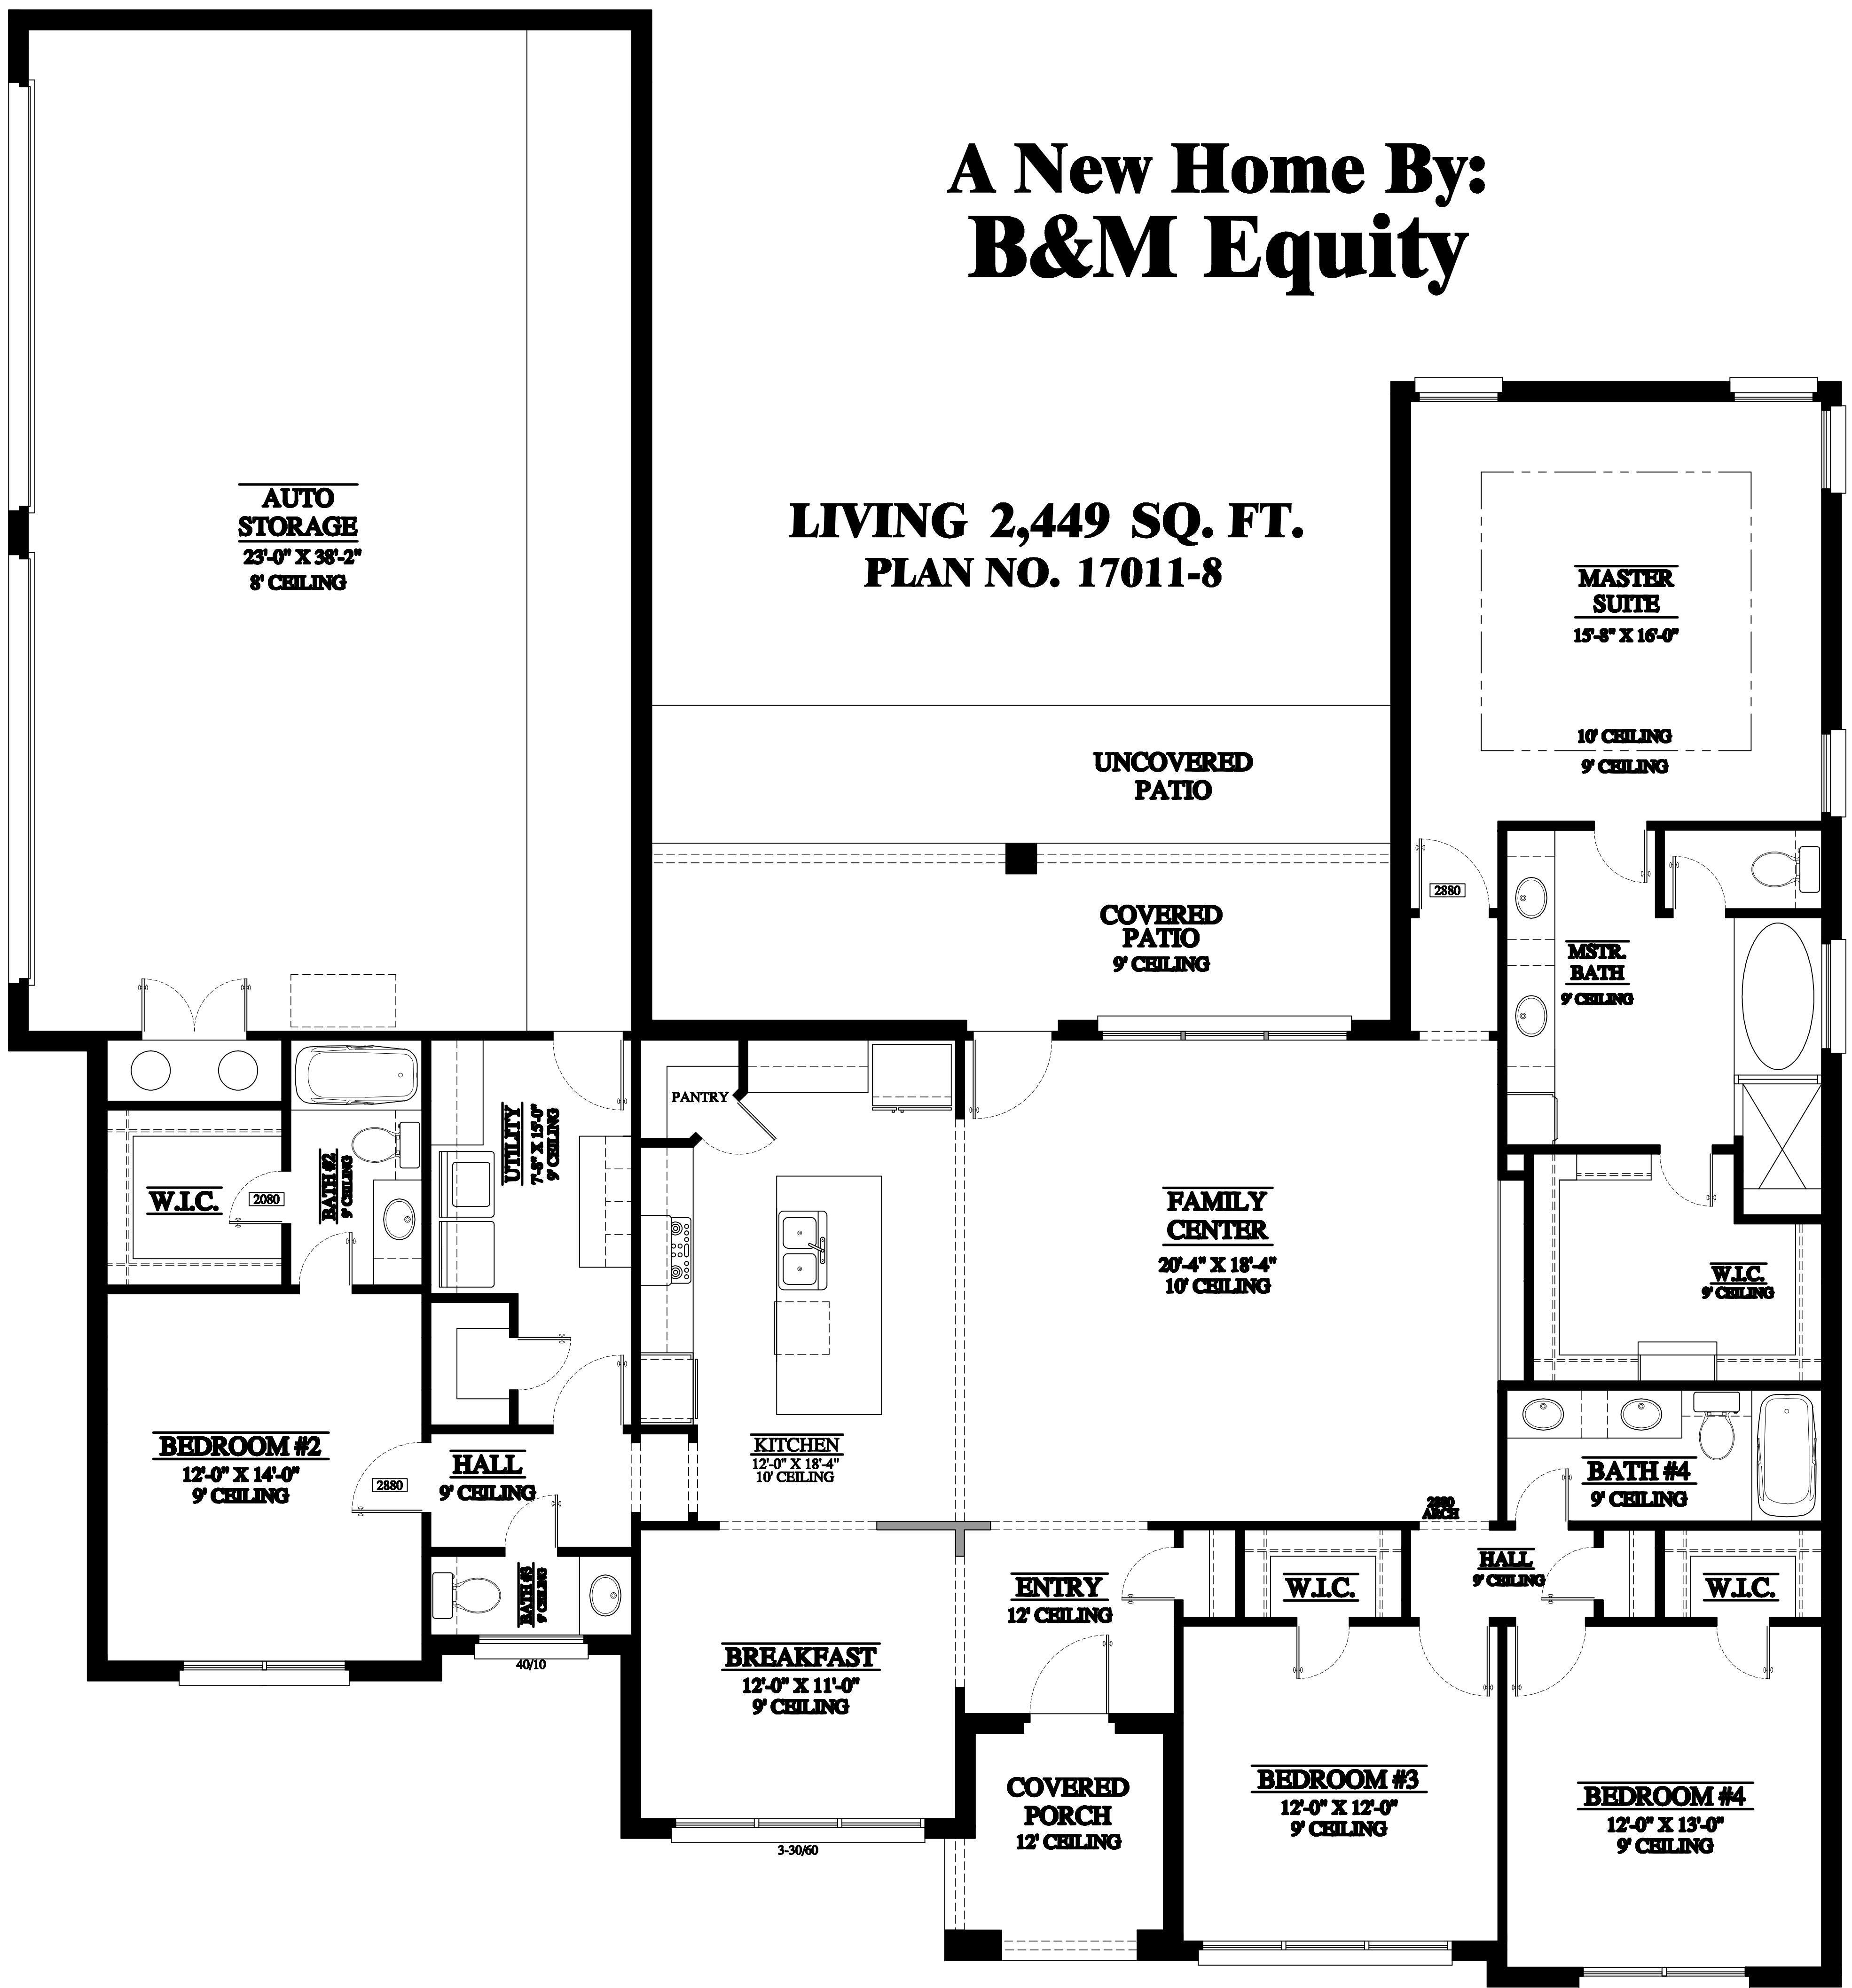 A New Home By:
B&M Equity
LIVING 2,449 SQ. FT.
PLAN NO. 17011-8
AUTO
STORAGE
23'-0" X 38'-2"
8' CEILING
MASTER
SUITE
15'-8" X 16'-0"
10' CEILING
9' CEILING
UNCOVERED
PATIO
COVERED
PATIO
9' CEILING
2880
MSTR.
BATH
9' CEILING
PANTRY
UTILITY
7'-8" X 15'-0"
9' CEILING
BATH #2
9' CEILING
W.I.C.
2080
FAMILY
CENTER
20'-4" X 18'-4"
10' CEILING
W.I.C.
9' CEILING
BEDROOM #2
12'-0" X 14'-0"
9' CEILING
2880
HALL
9' CEILING
KITCHEN
12'-0" X 18'-4"
10' CEILING
BATH #4
9' CEILING
2880
ARCH
BATH #3
9' CEILING
40/10
ENTRY
12' CEILING
W.I.C.
HALL
9' CEILING
W.I.C.
BREAKFAST
12'-0" X 11'-0"
9' CEILING
3-30/60
COVERED
PORCH
12' CEILING
BEDROOM #3
12'-0" X 12'-0"
9' CEILING
BEDROOM #4
12'-0" X 13'-0"
9' CEILING